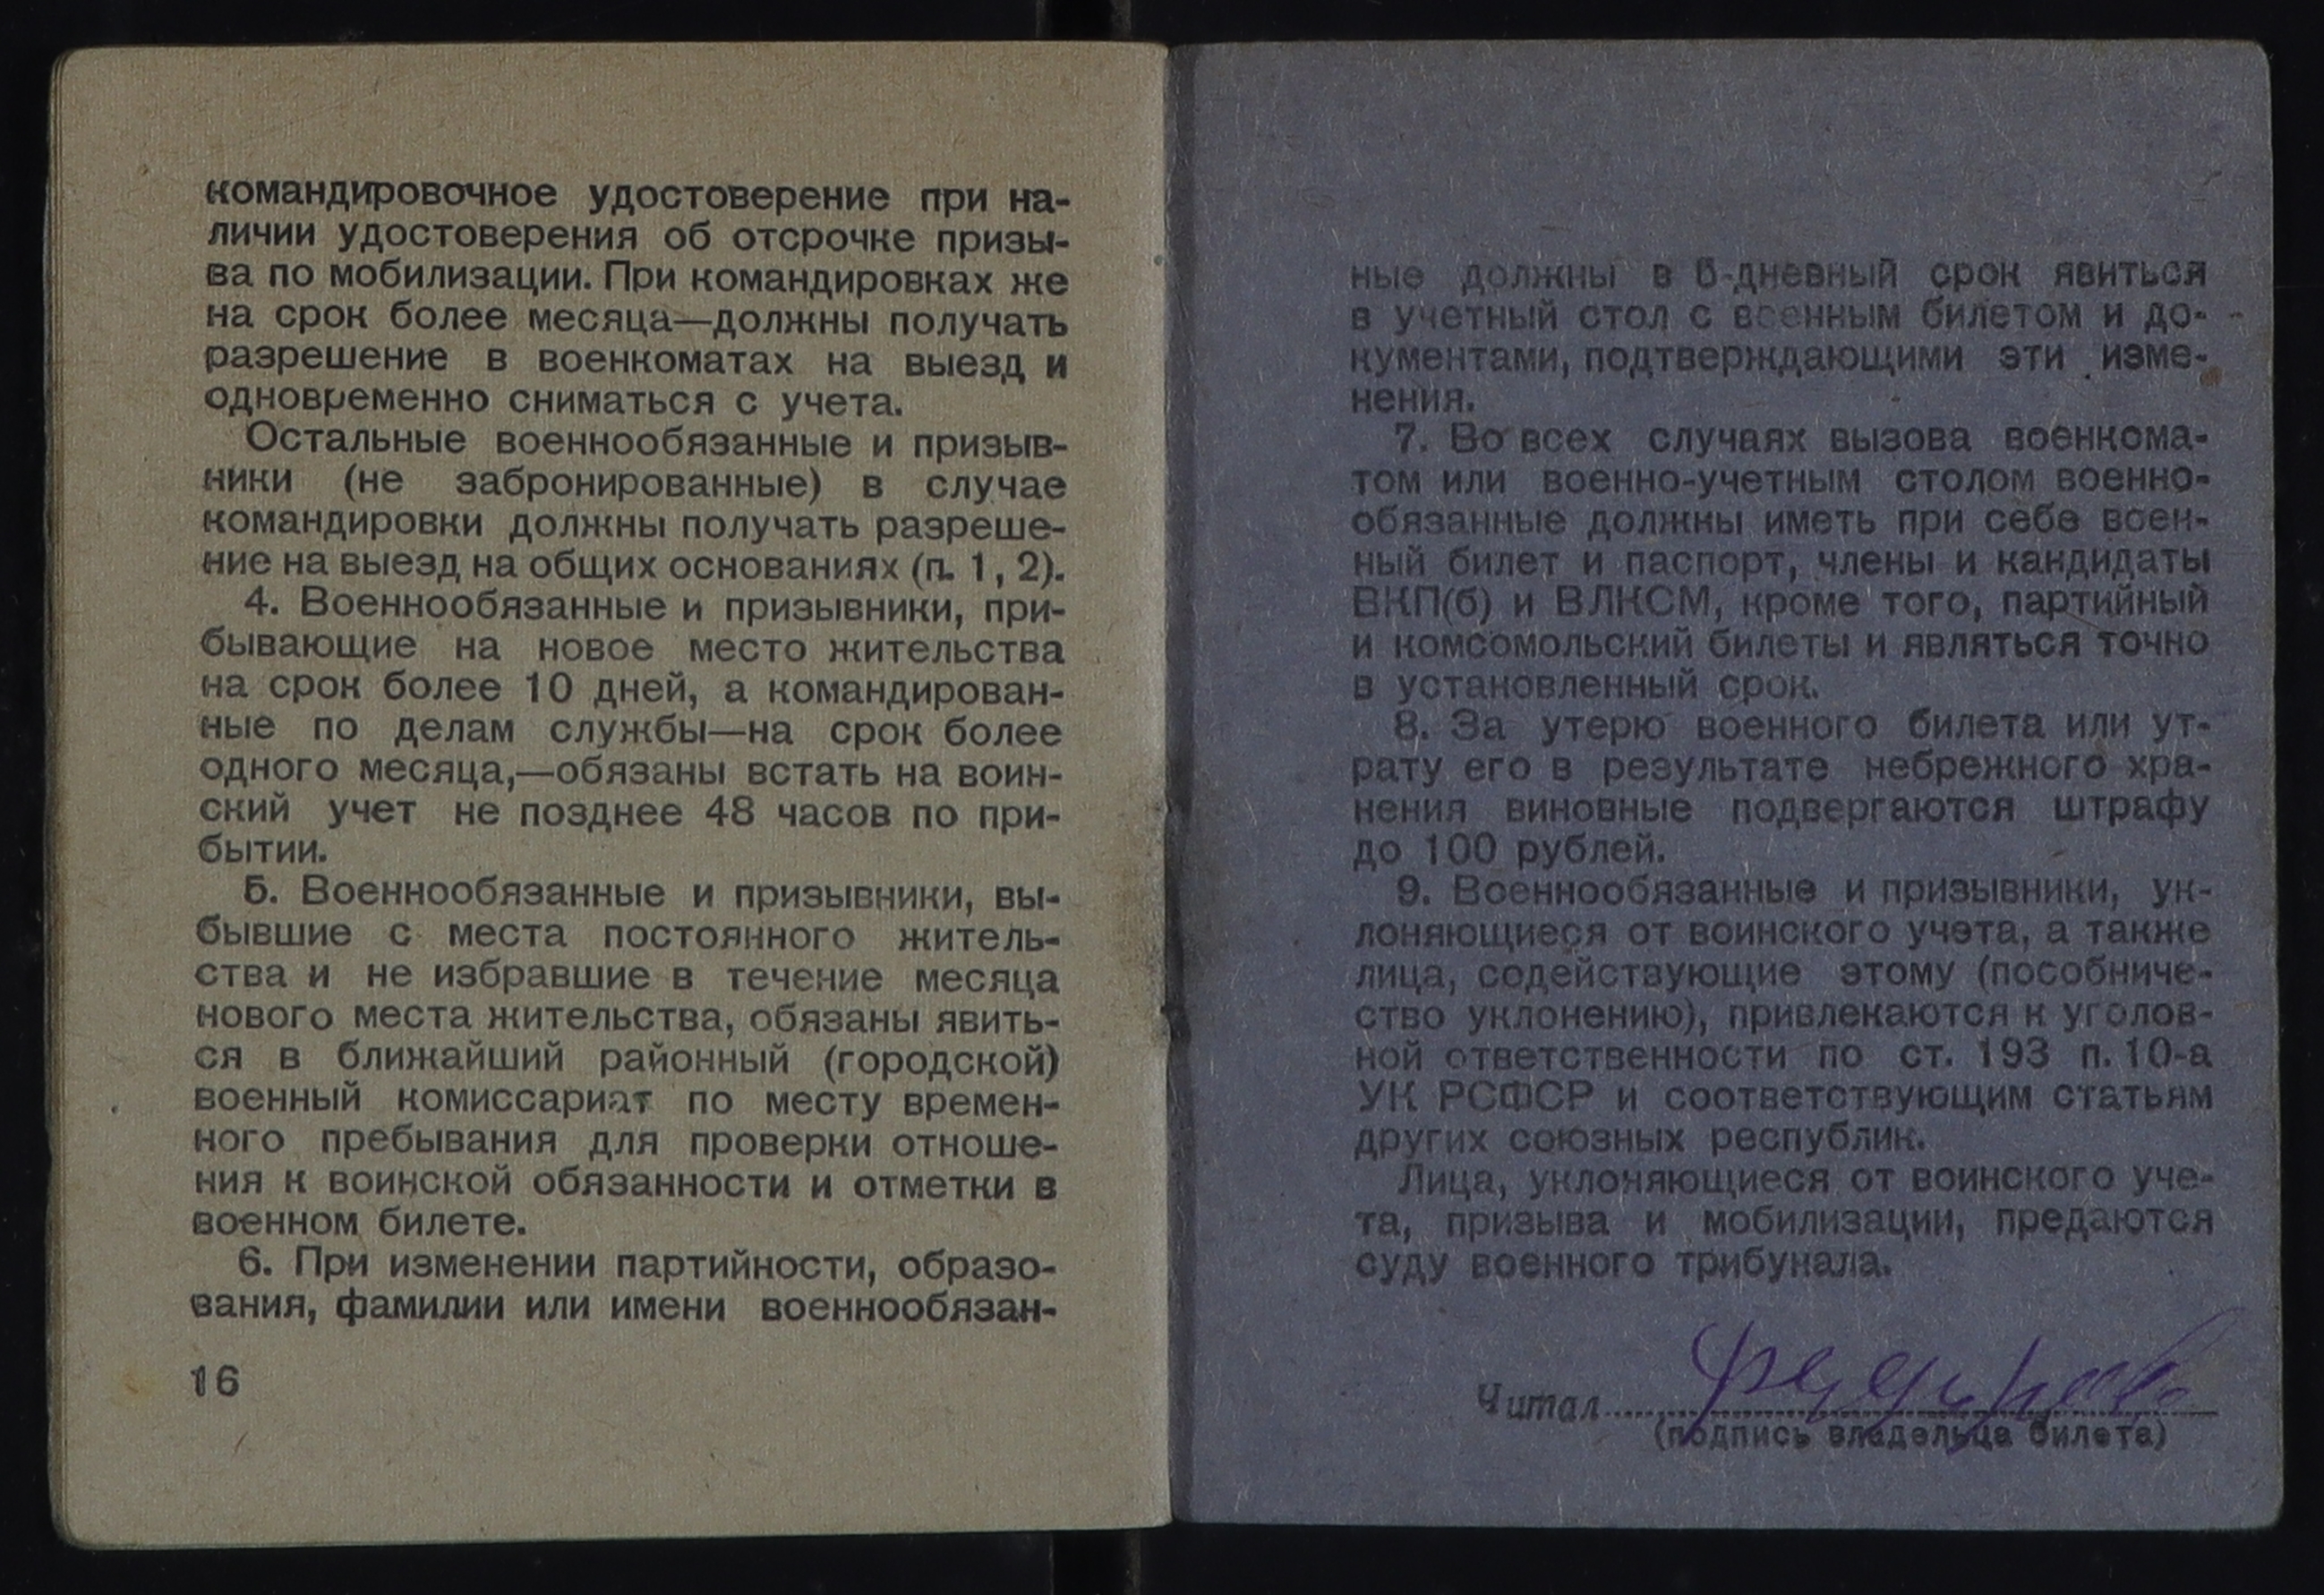 командировочное удостоверение при на-
личии удостоверения об отсрочке призы-
ва по мобилизации. При командировках же
на срок более месяца—должны получать
разрешение в военкоматах на выезд и
одновременно сниматься с учета.
Остальные военнообязанные и призыв-
ники (не забронированные) в случае
командировки должны получать разреше-
ние на выезд на общих основаниях (п. 1, 2).
4. Военнообязанные и призывники, при-
бывающие на новое место жительства
на срок более 10 дней, а командирован-
ные по делам службы—на срок более
одного месяца,—обязаны встать на воин-
ский учет не позднее 48 часов по при-
бытии.
5. Военнообязанные и призывники, вы-
бывшие с места постоянного житель-
ства и не избравшие в течение месяца
нового места жительства, обязаны явить-
ся в ближайший районный (городской)
военный комиссариат по месту времен-
ного пребывания для проверки отноше-
ния к воинской обязанности и отметки в
военном билете.
6. При изменении партийности, образо-
вания, фамилии или имени военнообязан-
16
ные должны в 5-дневный срок явиться
в учетный стол с военным билетом и до-
кументами, подтверждающими эти изме-
нения.
7. Во всех случаях вызова военкома-
том или военно-учетным столом военно-
обязанные должны иметь при себе воен-
ный билет и паспорт, члены и кандидаты
ВКП(б) и ВЛКСМ, кроме того, партийный
и комсомольский билеты и являться точно
в установленный срок.
8. За утерю военного билета или ут-
рату его в результате небрежного хра-
нения виновные подвергаются штрафу
до 100 рублей.
9. Военнообязанные и призывники, ук-
лоняющиеся от воинского учета, а также
лица, содействующие этому (пособниче-
ство уклонению), привлекаются к уголов-
ной ответственности по ст. 193 п. 10-а
УК РСФСР и соответствующим статьям
других союзных республик.
Лица, уклоняющиеся от воинского уче-
та, призыва и мобилизации, предаются
суду военного трибунала.
Читал
(подпись владельца билета)